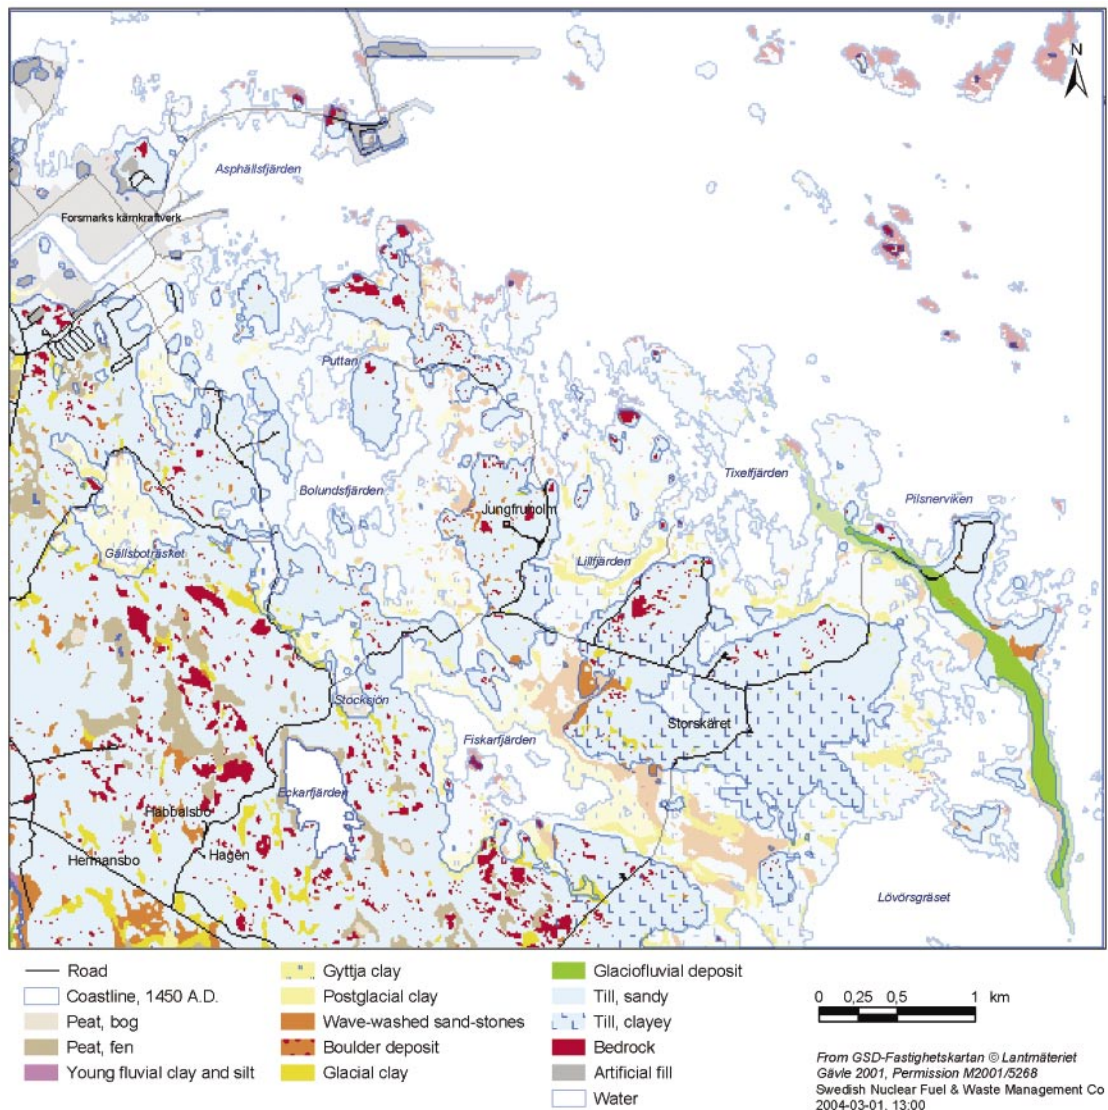 N
Asphällsfjärden
Forsmarks kärnkraftverk
Puttan
Tixelfjärden
Bolundsfjärden
Pilsnerviken
Jungfruholm
Gällsboträsket
Lillfjärden
Stocksjön
Storskäret
Fiskarfjärden
Eckarfjärden
Habbalsbo
Hermansbo
Hagen
Lövörsgräset
Road
Coastline, 1450 A.D.
Peat, bog
Peat, fen
Young fluvial clay and silt
Gyttja clay
Postglacial clay
Wave-washed sand-stones
Boulder deposit
Glacial clay
Glaciofluvial deposit
Till, sandy
Till, clayey
Bedrock
Artificial fill
Water
0 0,25 0,5 1 km
From GSD-Fastighetskartan © Lantmäteriet
Gävle 2001, Permission M2001/5268
Swedish Nuclear Fuel & Waste Management Co
2004-03-01, 13:00